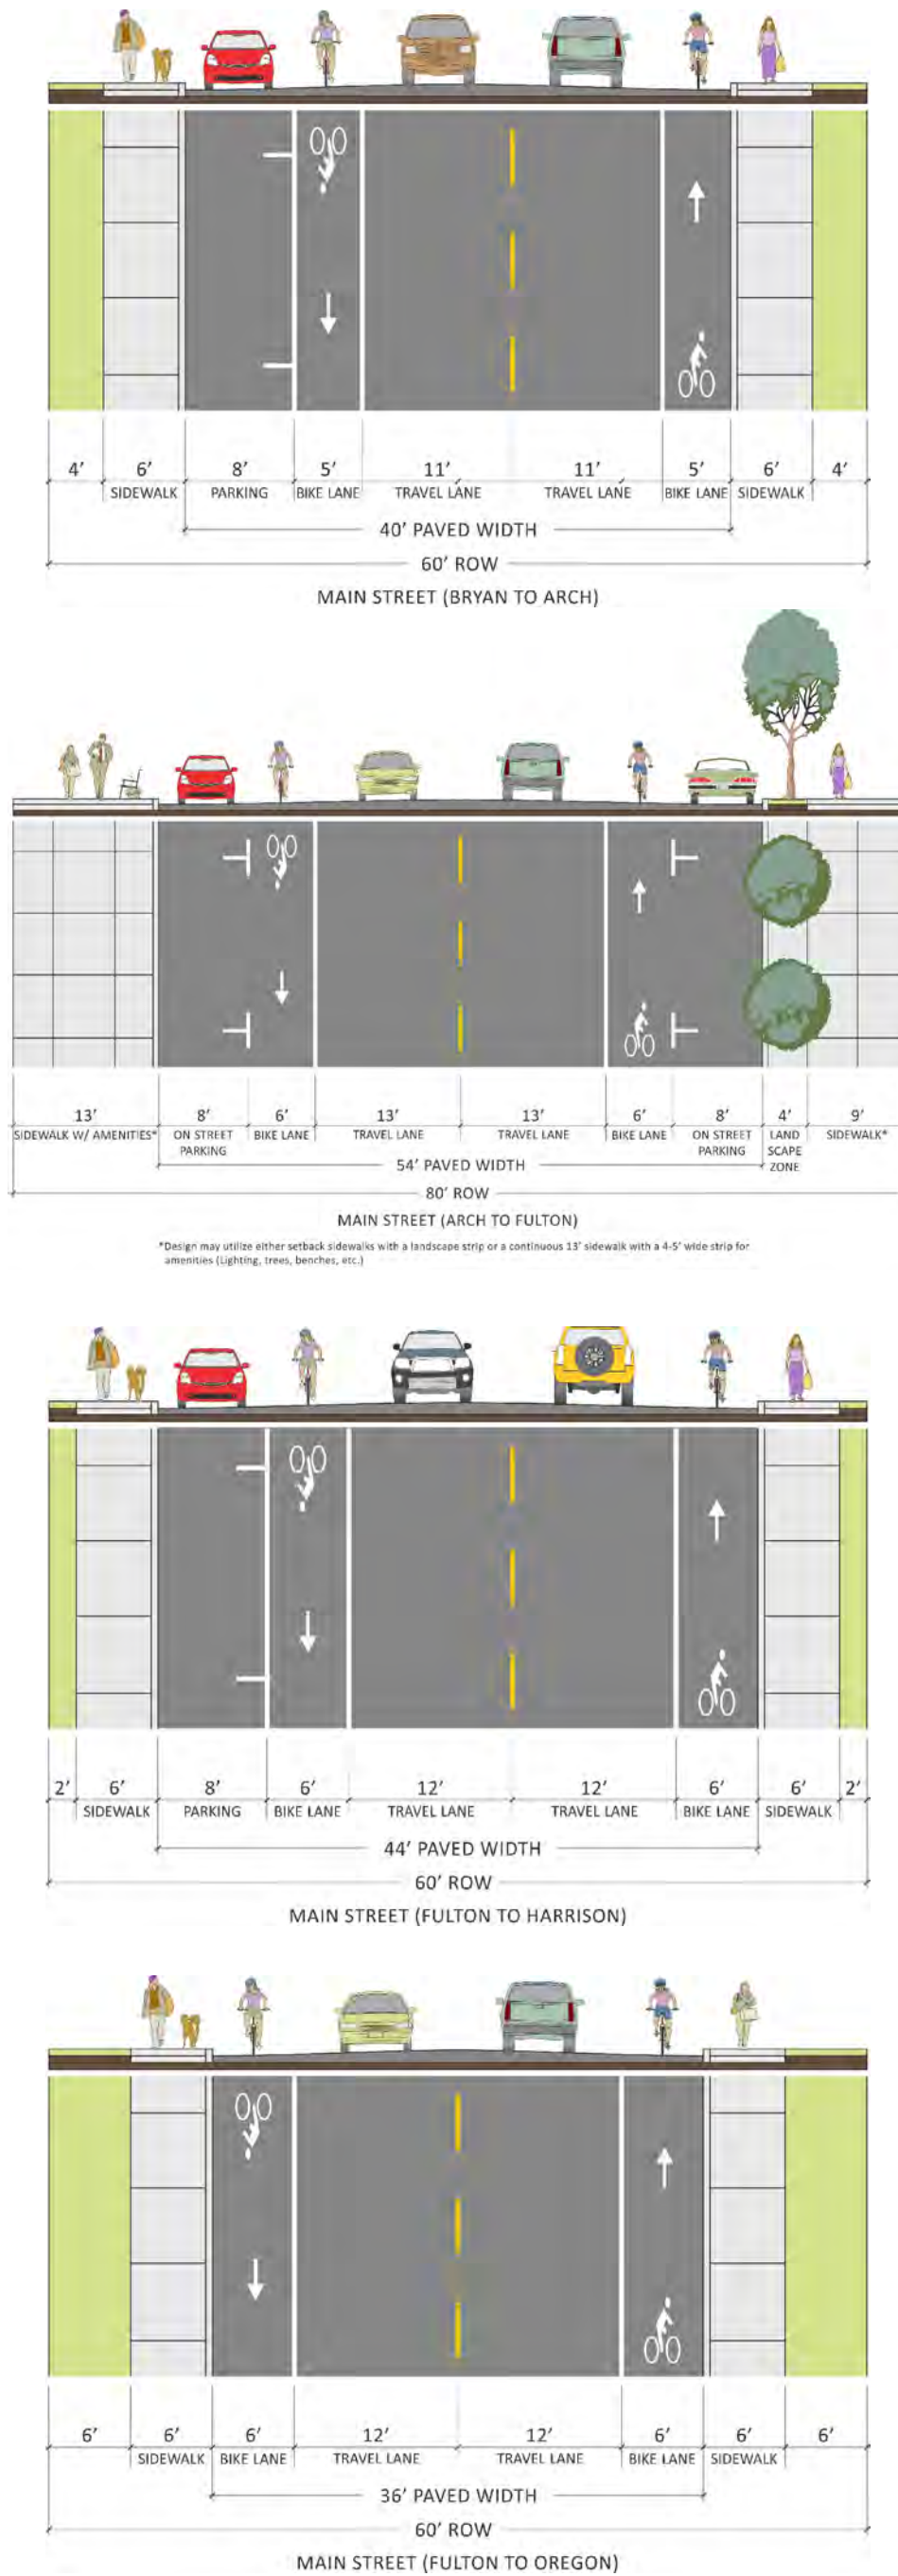 4' 6' 8' 5' 11' 11' 5' 6' 4'
SIDEWALK PARKING BIKE LANE TRAVEL LANE TRAVEL LANE BIKE LANE SIDEWALK
40' PAVED WIDTH
60' ROW
MAIN STREET (BRYAN TO ARCH)
13' 8' 6' 13' 13' 6' 8' 4' 9'
SIDEWALK W/ AMENITIES* ON STREET BIKE LANE TRAVEL LANE TRAVEL LANE BIKE LANE ON STREET LAND SIDEWALK*
PARKING PARKING SCAPE
54' PAVED WIDTH ZONE
80' ROW
MAIN STREET (ARCH TO FULTON)
*Design may utilize either setback sidewalks with a landscape strip or a continuous 13' sidewalk with a 4-5' wide strip for
amenities (Lighting, trees, benches, etc.)
2' 6' 8' 6' 12' 12' 6' 6' 2'
SIDEWALK PARKING BIKE LANE TRAVEL LANE TRAVEL LANE BIKE LANE SIDEWALK
44' PAVED WIDTH
60' ROW
MAIN STREET (FULTON TO HARRISON)
6' 6' 6' 12' 12' 6' 6' 6'
SIDEWALK BIKE LANE TRAVEL LANE TRAVEL LANE BIKE LANE SIDEWALK
36' PAVED WIDTH
60' ROW
MAIN STREET (FULTON TO OREGON)